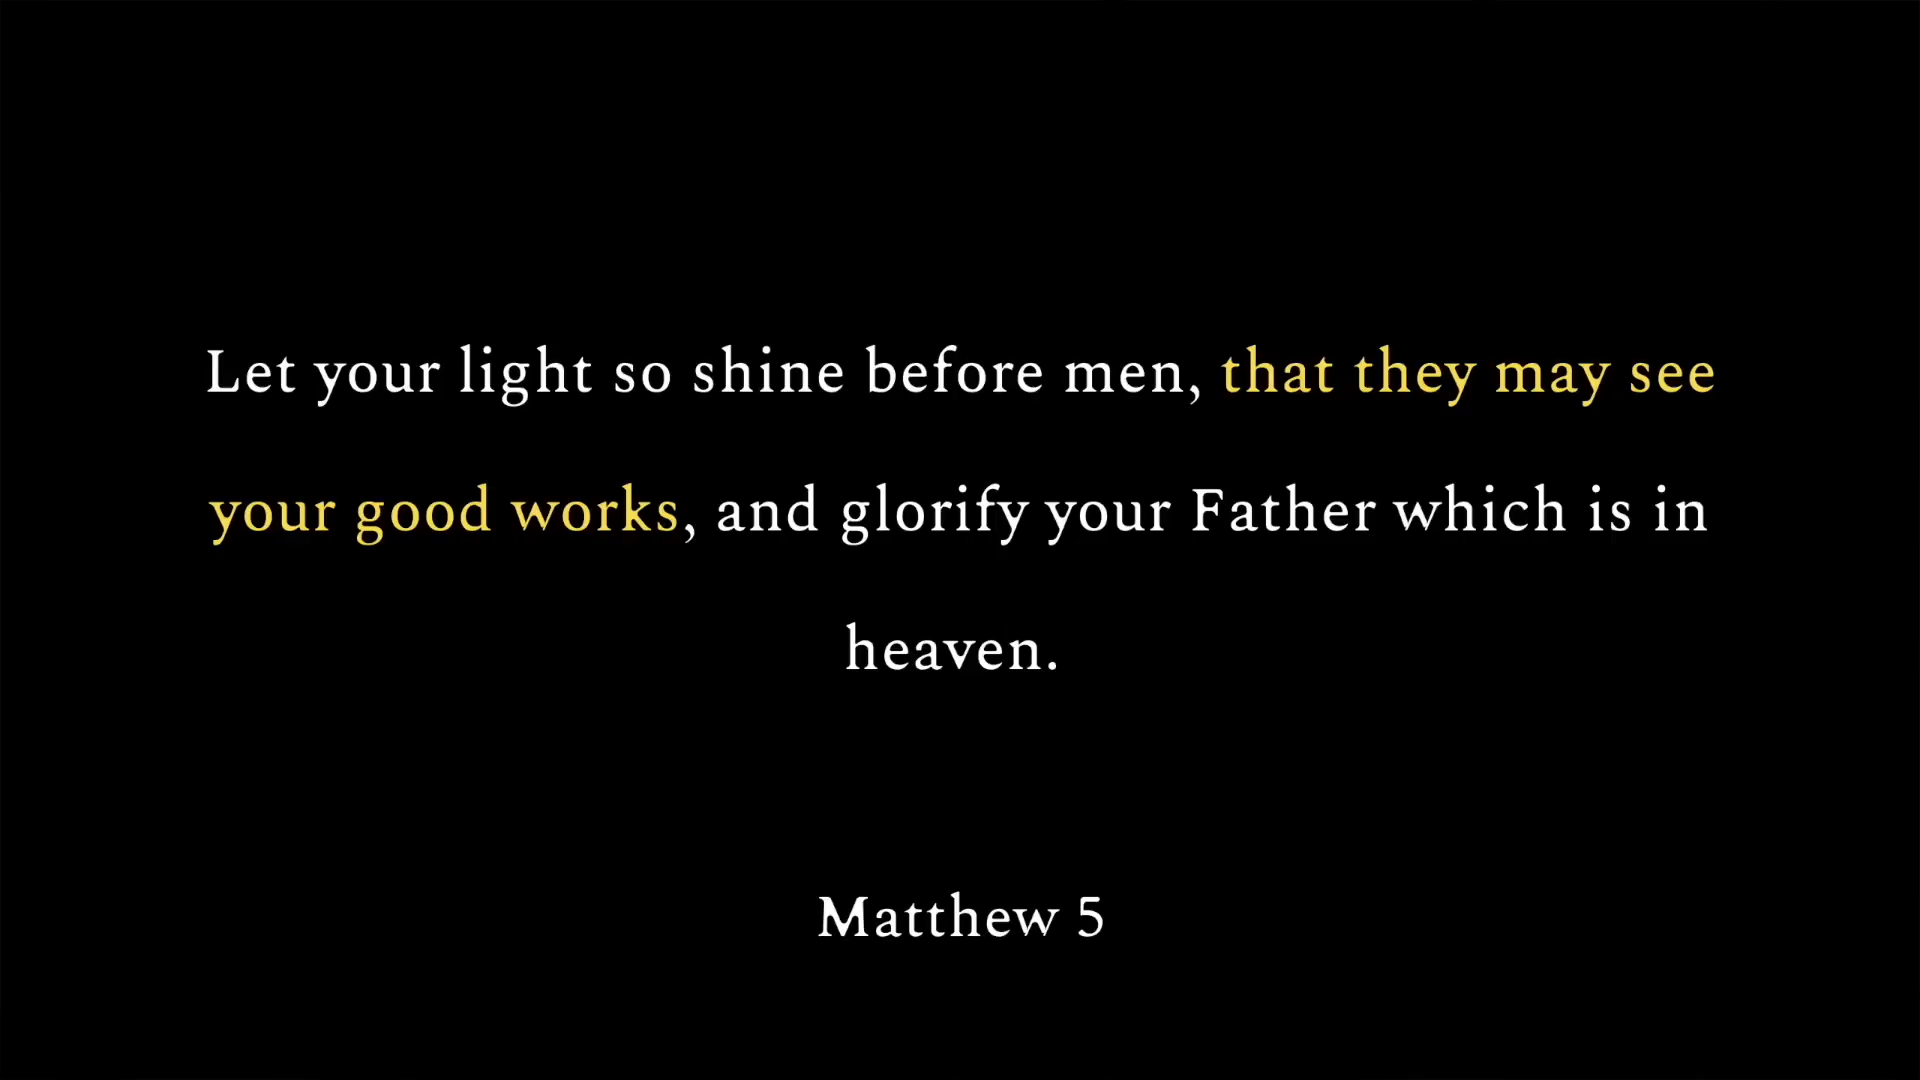 Let your light so shine before men, that they may see
your good works, and glorify your Father which is in
heaven.
Matthew 5